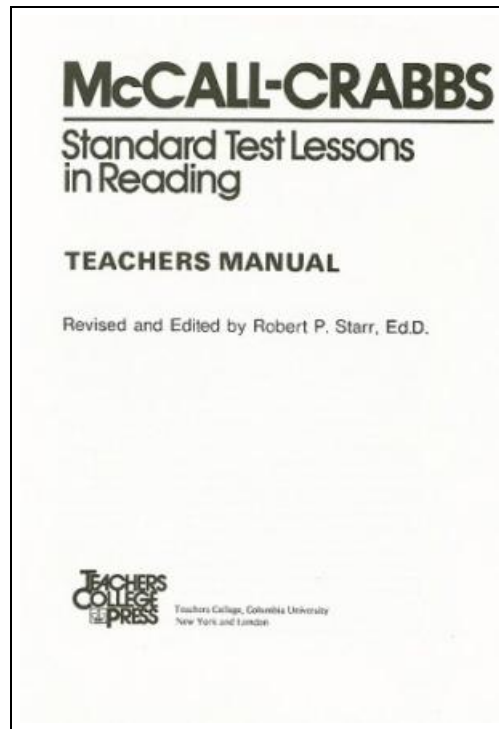 McCALL-CRABBS
Standard Test Lessons
in Reading
TEACHERS MANUAL
Revised and Edited by Robert P. Starr, Ed.D.
TEACHERS
COLLEGE
PRESS
Teachers College, Columbia University
New York and London